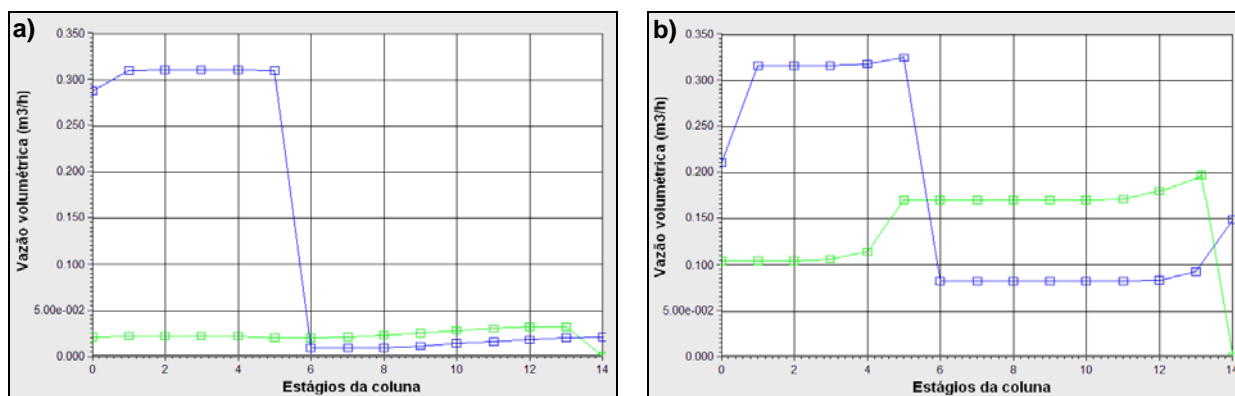 a)
0.350
0.300
0.250
0.200
0.150
0.100
5.00e-002
0.000
Vazão volumétrica (m3/h)
0 2 4 6 8 10 12 14
Estágios da coluna
b)
0.350
0.300
0.250
0.200
0.150
0.100
5.00e-002
0.000
Vazão volumétrica (m3/h)
0 2 4 6 8 10 12 14
Estágios da coluna